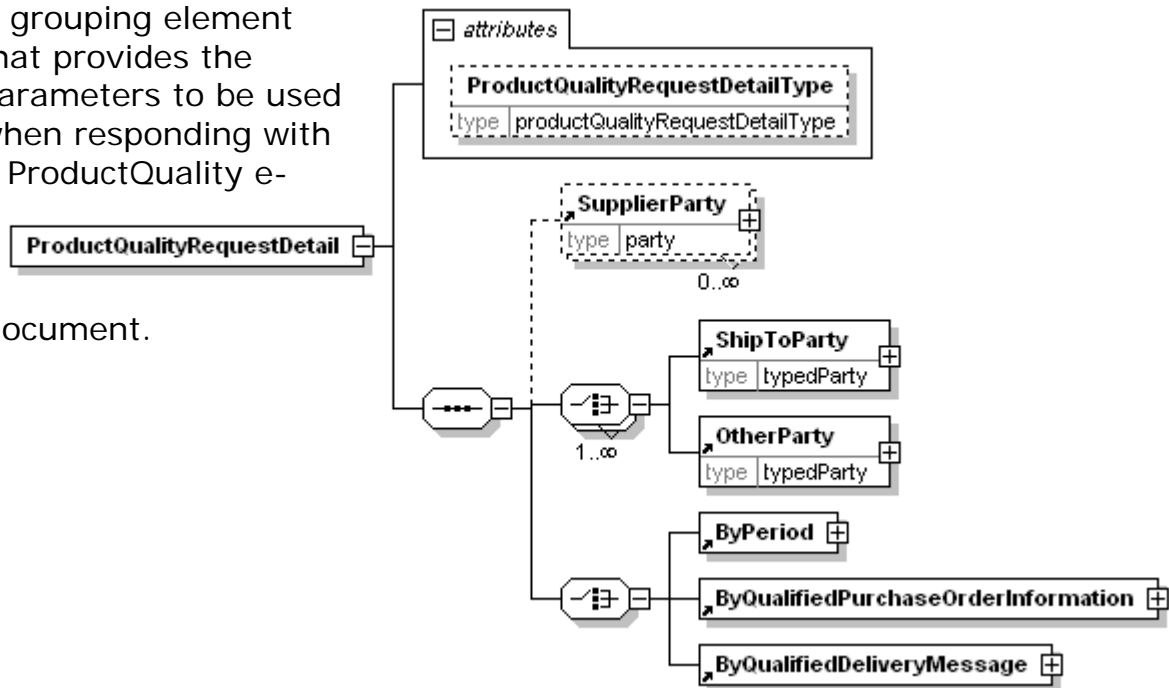 grouping element
hat provides the
arameters to be used
when responding with
ProductQuality e-
ocument.
attributes
ProductQualityRequestDetailType
type productQualityRequestDetailType
SupplierParty
type party
0..∞
ProductQualityRequestDetail
ShipToParty
type typedParty
1..∞
OtherParty
type typedParty
ByPeriod
ByQualifiedPurchaseOrderInformation
ByQualifiedDeliveryMessage